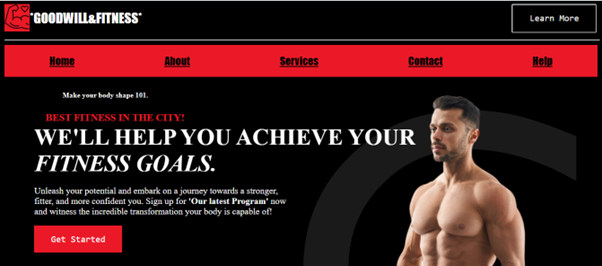 *GOODWILL&FITNESS*
Learn More
Home About Services Contact Help
Make your body shape 101.
BEST FITNESS IN THE CITY!
WE'LL HELP YOU ACHIEVE YOUR
FITNESS GOALS.
Unleash your potential and embark on a journey towards a stronger,
fitter, and more confident you. Sign up for 'Our latest Program' now
and witness the incredible transformation your body is capable of!
Get Started